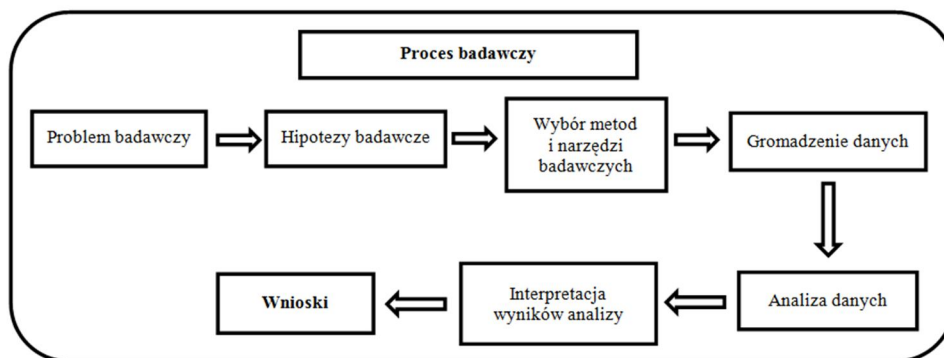 Proces badawczy
Problem badawczy
Hipotezy badawcze
Wybór metod
i narzędzi
badawczych
Gromadzenie danych
Analiza danych
Interpretacja
wyników analizy
Wnioski